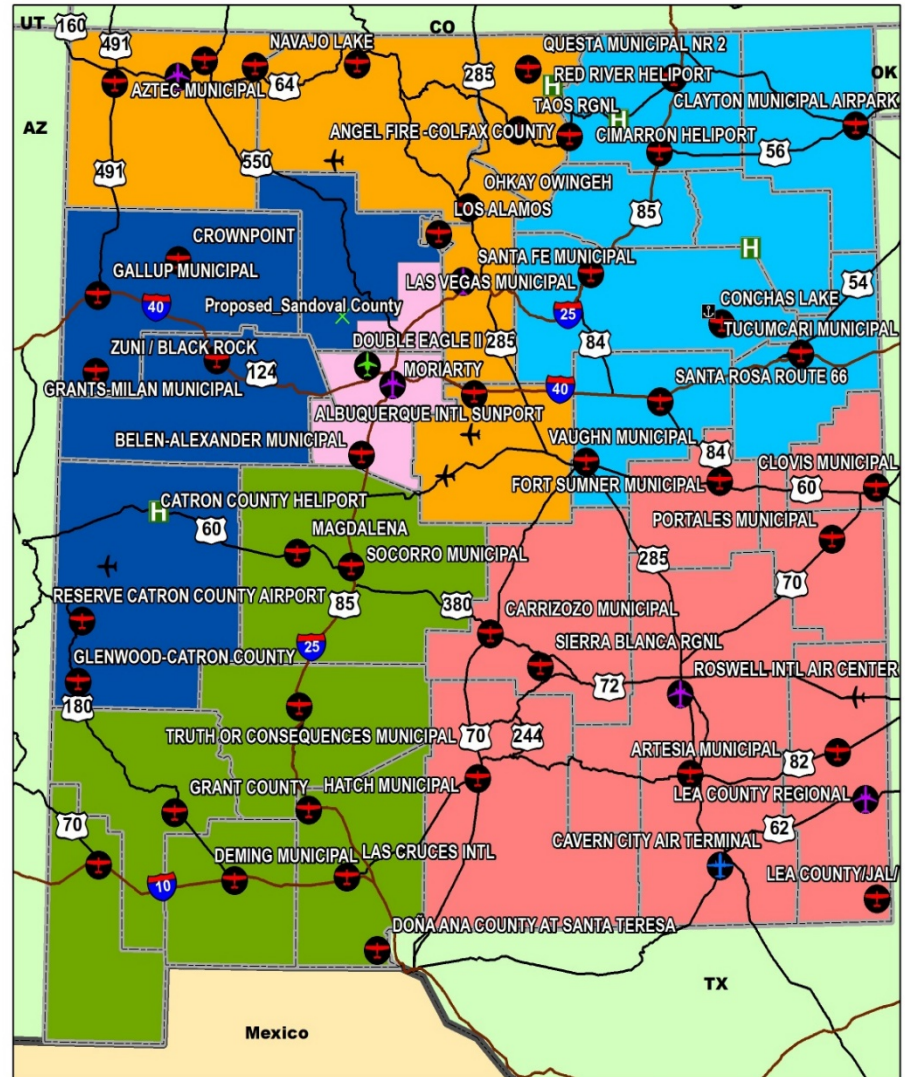 UT
CO
160
491
NAVAJO LAKE
QUESTA MUNICIPAL NR 2
285
RED RIVER HELIPORT
OK
AZTEC MUNICIPAL
64
H
TAOS RGNL
CLAYTON MUNICIPAL AIRPARK
AZ
ANGEL FIRE -COLFAX COUNTY
H
CIMARRON HELIPORT
491
550
56
OHKAY OWINGEH
LOS ALAMOS
85
CROWNPOINT
SANTA FE MUNICIPAL
H
GALLUP MUNICIPAL
LAS VEGAS MUNICIPAL
54
40
Proposed_Sandoval County
25
CONCHAS LAKE
TUCUMCARI MUNICIPAL
DOUBLE EAGLE II
285
84
ZUNI / BLACK ROCK
124
MORIARTY
GRANTS-MILAN MUNICIPAL
40
SANTA ROSA ROUTE 66
ALBUQUERQUE INTL SUNPORT
BELEN-ALEXANDER MUNICIPAL
VAUGHN MUNICIPAL
84
CLOVIS MUNICIPAL
FORT SUMNER MUNICIPAL
60
CATRON COUNTY HELIPORT
H
60
MAGDALENA
PORTALES MUNICIPAL
SOCORRO MUNICIPAL
285
70
RESERVE CATRON COUNTY AIRPORT
85
380
CARRIZOZO MUNICIPAL
25
SIERRA BLANCA RGNL
GLENWOOD-CATRON COUNTY
ROSWELL INTL AIR CENTER
72
180
TRUTH OR CONSEQUENCES MUNICIPAL
70
244
ARTESIA MUNICIPAL
82
GRANT COUNTY
HATCH MUNICIPAL
LEA COUNTY REGIONAL
70
62
CAVERN CITY AIR TERMINAL
DEMING MUNICIPAL
LAS CRUCES INTL
LEA COUNTY/JAL/
10
DOÑA ANA COUNTY AT SANTA TERESA
TX
Mexico